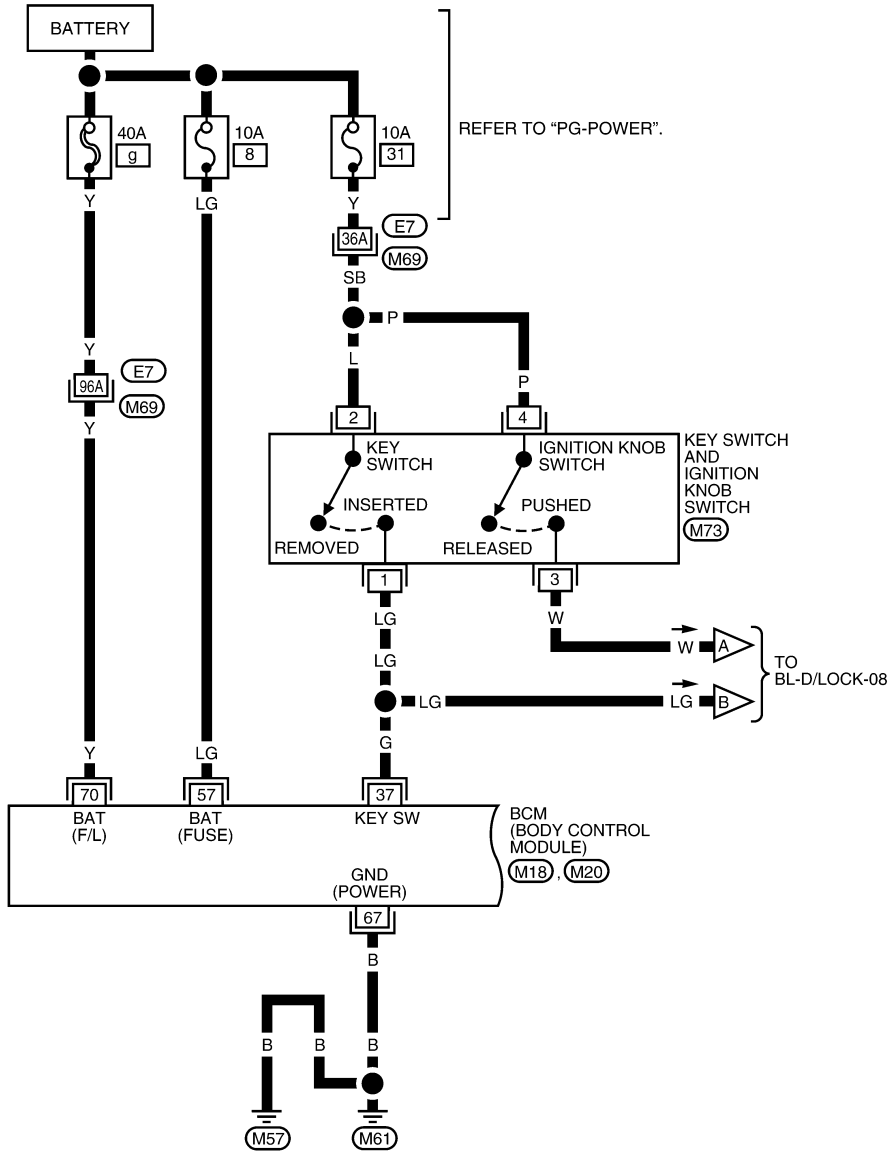 BATTERY
REFER TO “PG-POWER”.
40A
g
10A
8
10A
31
Y
LG
Y
36A
E7
M69
SB
P
Y
L
96A
E7
M69
P
Y
2
4
KEY
SWITCH
IGNITION KNOB
SWITCH
INSERTED
PUSHED
REMOVED
RELEASED
KEY SWITCH
AND
IGNITION
KNOB
SWITCH
M73
1
3
LG
W
LG
W
A
LG
LG
B
TO
BL-D/LOCK-08
G
Y
LG
70
57
37
BAT
(F/L)
BAT
(FUSE)
KEY SW
BCM
(BODY CONTROL
MODULE)
M18 , M20
GND
(POWER)
67
B
B
B
B
M57
M61